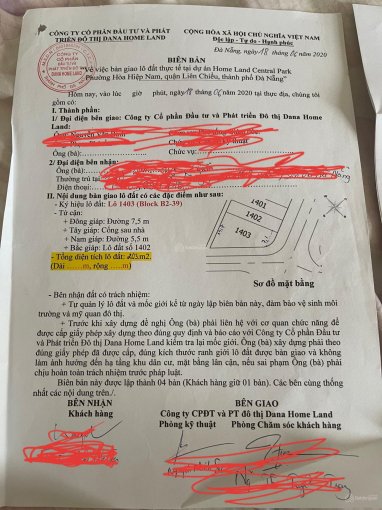 CÔNG TY CỔ PHẦN ĐẦU TƯ VÀ PHÁT
TRIỂN ĐÔ THỊ DANA HOME LAND
CỘNG HÒA XÃ HỘI CHỦ NGHĨA VIỆT NAM
Độc lập - Tự do - Hạnh phúc
Đà Nẵng, ngày 18 tháng 06 năm 2020
CÔNG TY
CỔ PHẦN
ĐẦU TƯ VÀ
PHÁT TRIỂN ĐÔ THỊ
DANA HOME LAND
BIÊN BẢN
"Về việc bàn giao lô đất thực tế tại dự án Home Land Central Park
Phường Hòa Hiệp Nam, quận Liên Chiểu, thành phố Đà Nẵng"
Hôm nay, vào lúc giờ phút, ngày 18 tháng 06 năm 2020 tại thực địa, chúng tôi
gồm có:
I. Thành phần:
1/ Đại diện bên giao: Công ty Cổ Phần Đầu tư và Phát triển Đô thị Dana Home
Land:
Ông (bà): Chức vụ:
2/ Đại diện bên nhận:
Ông (bà):
Thường trú tại
Điện thoại:
II. Nội dung bàn giao lô đất có các đặc điểm như sau:
- Ký hiệu lô đất: Lô 1403 (Block B2-39)
- Tứ cận:
+ Đông giáp: Đường 7,5 m
+ Tây giáp: Cống sau nhà
+ Nam giáp: Đường 5,5 m
+ Bắc giáp: Lô đất số 1402
- Tổng diện tích lô đất: m2.
(Dài ......m, rộng ......m)
1401
1402
1403
Sơ đồ mặt bằng
- Bên nhận đất có trách nhiệm:
+ Tự quản lý lô đất và mốc giới kể từ ngày lập biên bản này, đảm bảo vệ sinh môi
trường và mỹ quan đô thị.
+ Trước khi xây dựng đề nghị Ông (bà) phải liên hệ với cơ quan chức năng để
được cấp giấy phép xây dựng theo đúng quy định và báo cáo với Công ty Cổ Phần Đầu tư
và Phát triển Đô thị Dana Home Land kiểm tra lại mốc giới. Ông (bà) xây dựng phải theo
đúng giấy phép đã được cấp, đúng kích thước ranh giới lô đất được bàn giao và không
làm ảnh hưởng đến hạ tầng khu dân cư, mặt bằng lân cận, nếu sai phạm Ông (bà) phải
chịu hoàn toàn trách nhiệm trước pháp luật.
Biên bản này được lập thành 04 bản (Khách hàng giữ 01 bản). Các bên cùng thống
nhất các nội dung trên./.
BÊN NHẬN
Khách hàng
BÊN GIAO
Công ty CPĐT và PT đô thị Dana Home Land
Phòng kỹ thuật Phòng Chăm sóc khách hàng